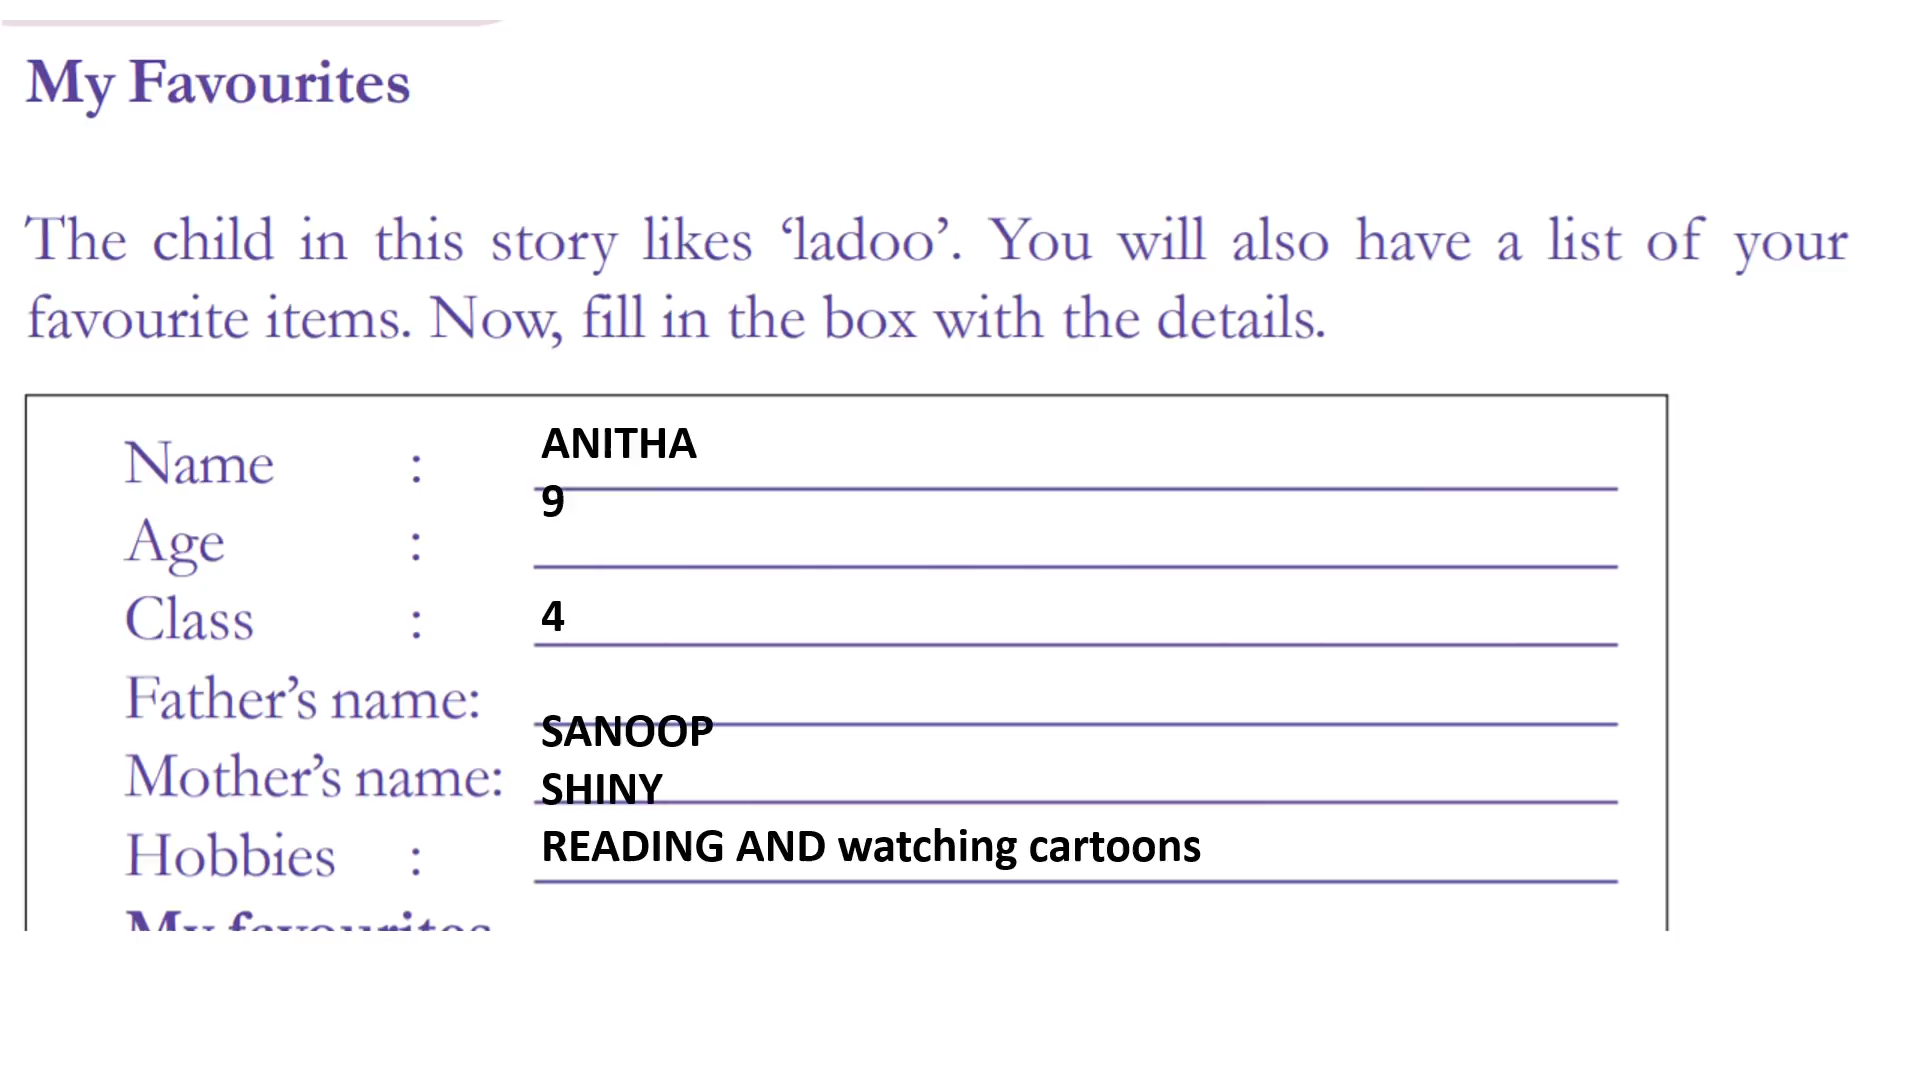 My Favourites
The child in this story likes ‘ladoo’. You will also have a list of your
favourite items. Now, fill in the box with the details.
Name : ANITHA
Age : 9
Class : 4
Father’s name: SANOOP
Mother’s name: SHINY
Hobbies : READING AND watching cartoons
My favourites